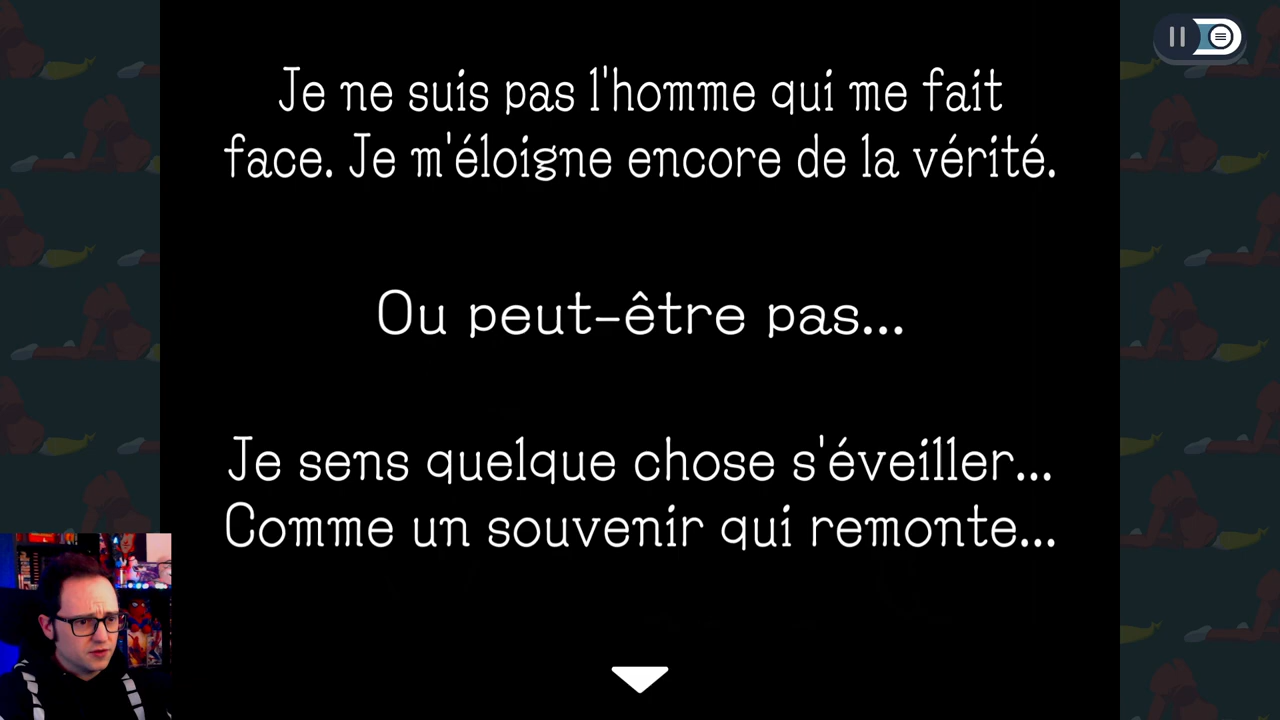 Je ne suis pas l'homme qui me fait
face. Je m'éloigne encore de la vérité.
Ou peut-être pas...
Je sens quelque chose s'éveiller...
Comme un souvenir qui remonte...